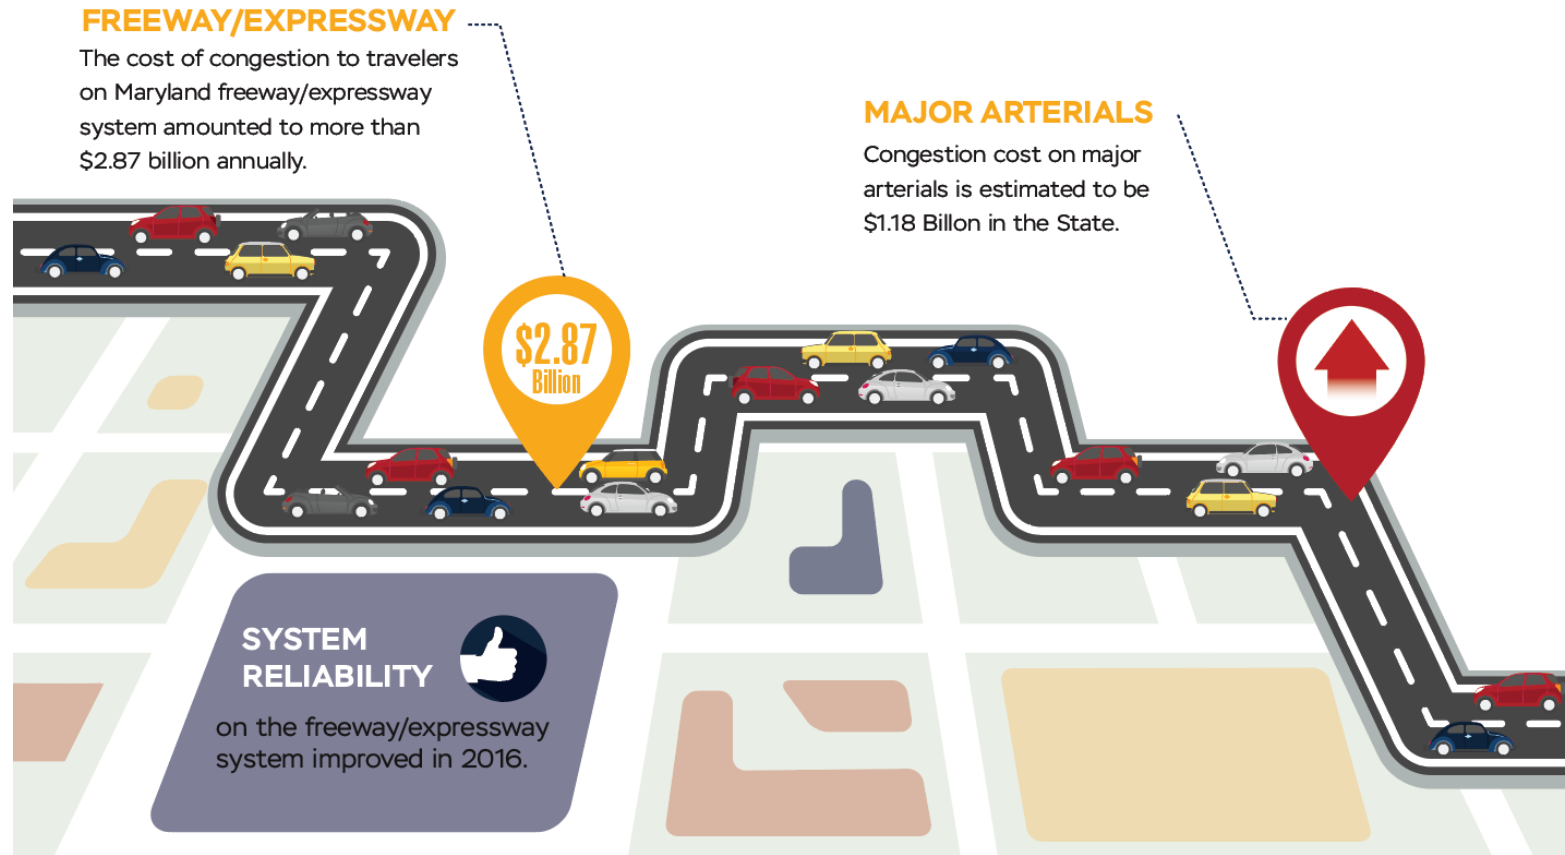 FREEWAY/EXPRESSWAY
The cost of congestion to travelers
on Maryland freeway/expressway
system amounted to more than
$2.87 billion annually.
MAJOR ARTERIALS
Congestion cost on major
arterials is estimated to be
$1.18 Billon in the State.
$2.87
Billion
SYSTEM
RELIABILITY
on the freeway/expressway
system improved in 2016.